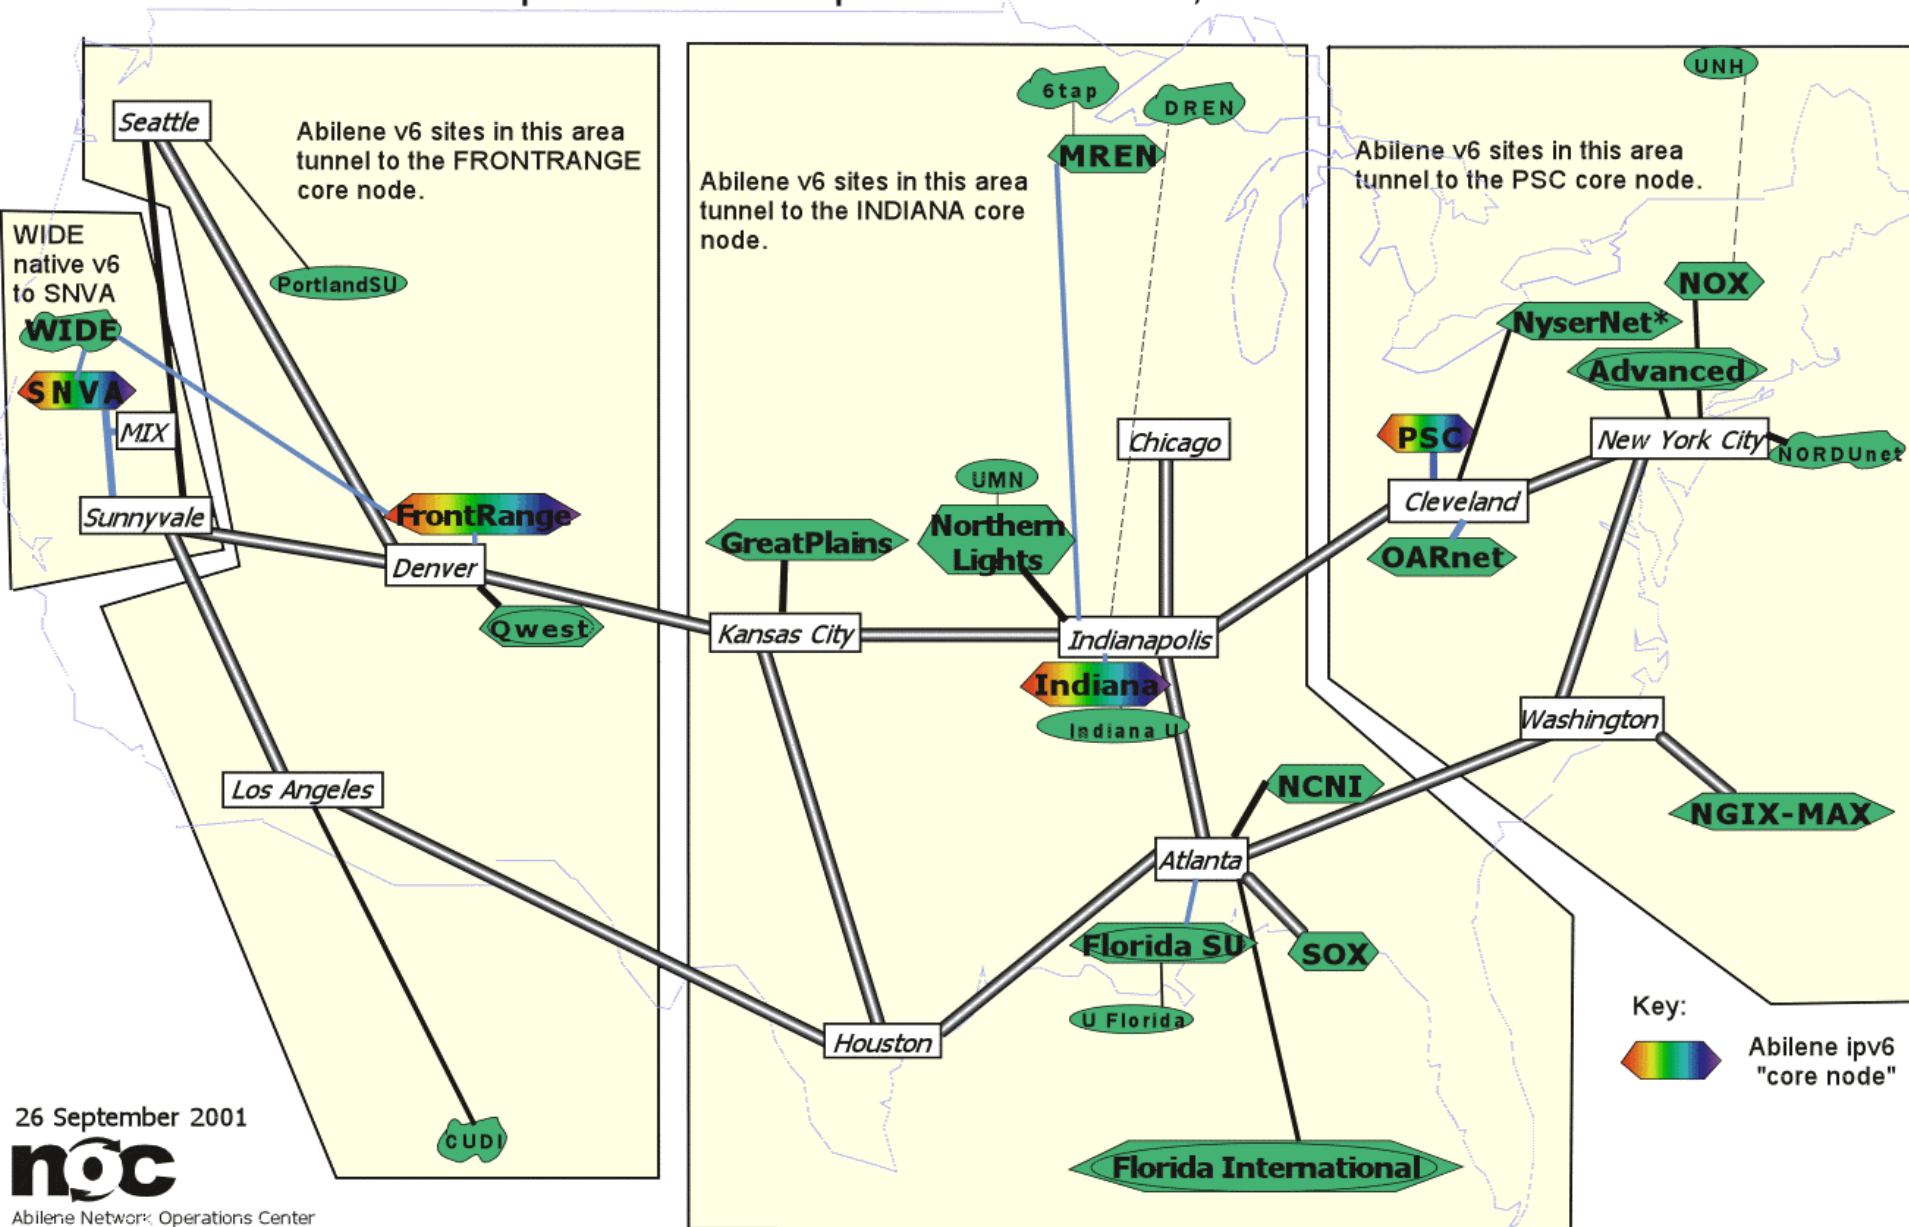 Seattle
Abilene v6 sites in this area
tunnel to the FRONTRANGE
core node.
WIDE
native v6
to SNVA
WIDE
PortlandSU
SNVA
MIX
Sunnyvale
FrontRange
Denver
Qwest
Los Angeles
CUDI
Abilene v6 sites in this area
tunnel to the INDIANA core
node.
6tap
DREN
MREN
Chicago
UMN
GreatPlains
Northern
Lights
Kansas City
Indianapolis
Indiana
Indiana U
NCNI
Atlanta
Florida SU
SOX
U Florida
Houston
Florida International
UNH
Abilene v6 sites in this area
tunnel to the PSC core node.
NOX
NyserNet*
Advanced
PSC
New York City
NORDUnet
Cleveland
OARnet
Washington
NGIX-MAX
Key:
Abilene ipv6
"core node"
26 September 2001
noc
Abilene Network Operations Center